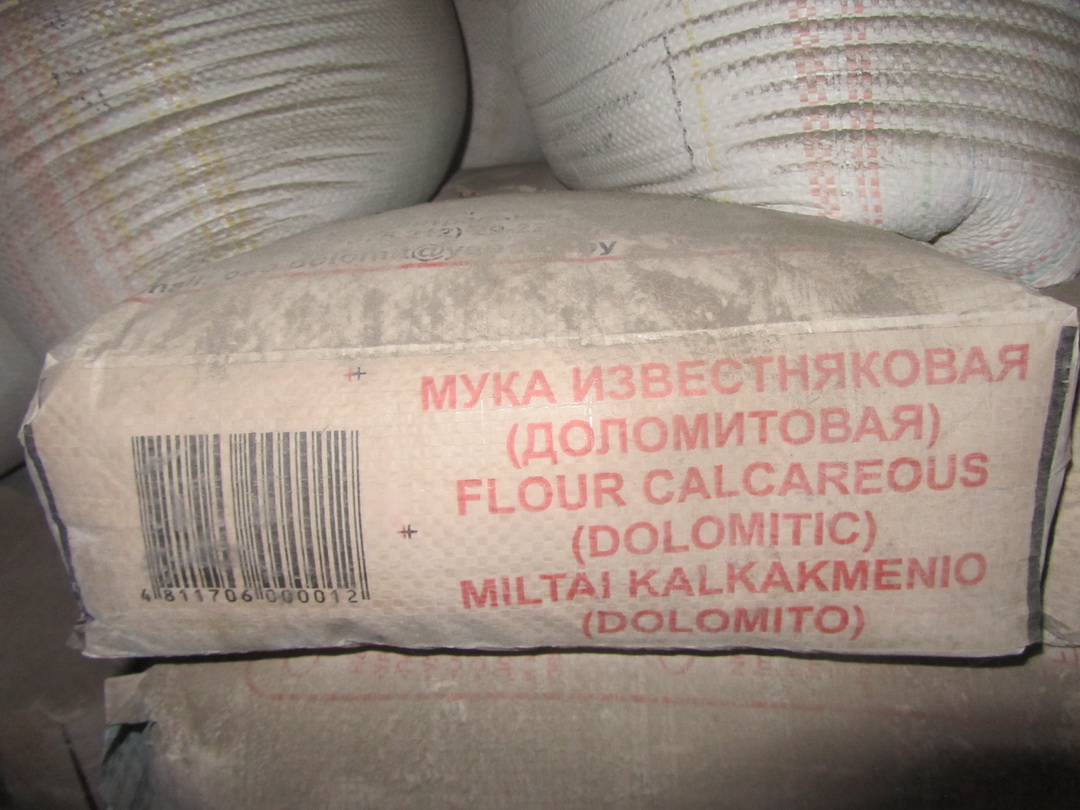 МУКА ИЗВЕСТНЯКОВАЯ
(ДОЛОМИТОВАЯ)
FLOUR CALCAREOUS
(DOLOMITIC)
MILTAI KALKAKMENIO
(DOLOMITO)
4 811706 000012